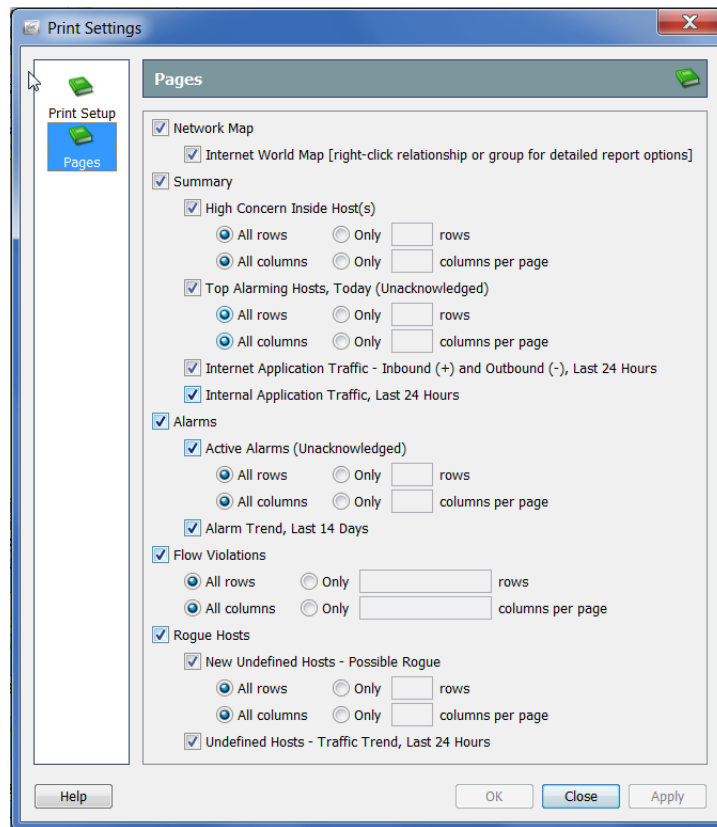 Print Settings
Print Setup
Pages
Pages
Network Map
Internet World Map [right-click relationship or group for detailed report options]
Summary
High Concern Inside Host(s)
All rows Only rows
All columns Only columns per page
Top Alarming Hosts, Today (Unacknowledged)
All rows Only rows
All columns Only columns per page
Internet Application Traffic - Inbound (+) and Outbound (-), Last 24 Hours
Internal Application Traffic, Last 24 Hours
Alarms
Active Alarms (Unacknowledged)
All rows Only rows
All columns Only columns per page
Alarm Trend, Last 14 Days
Flow Violations
All rows Only rows
All columns Only columns per page
Rogue Hosts
New Undefined Hosts - Possible Rogue
All rows Only rows
All columns Only columns per page
Undefined Hosts - Traffic Trend, Last 24 Hours
Help OK Close Apply